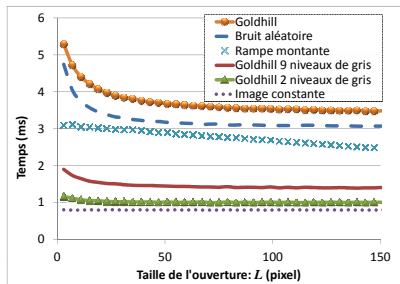 6
5
4
3
2
1
0
Temps (ms)
Goldhill
Bruit aléatoire
Rampe montante
Goldhill 9 niveaux de gris
Goldhill 2 niveaux de gris
Image constante
0
50
100
150
Taille de l'ouverture: L (pixel)